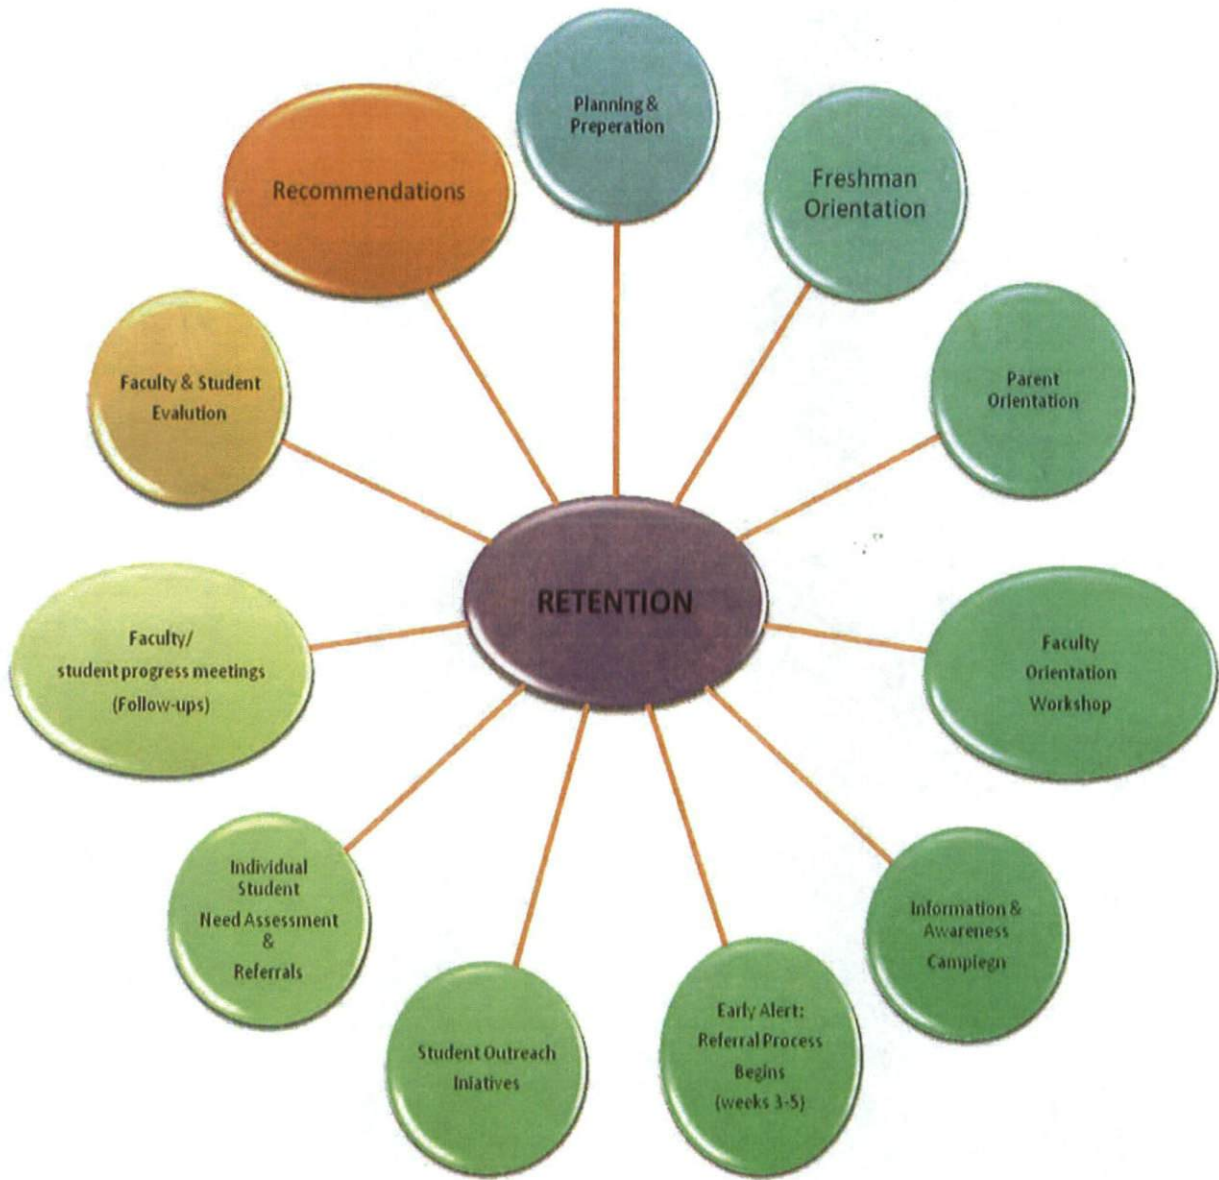 Planning &
Preperation
Freshman
Orientation
Parent
Orientation
Faculty
Orientation
Workshop
Information &
Awareness
Campiegn
Early Alert:
Referral Process
Begins
(weeks 3-5)
Student Outreach
Iniatives
Individual
Student
Need Assessment
&
Referrals
Faculty/
student progress meetings
(Follow-ups)
Faculty & Student
Evalution
Recommendations
RETENTION